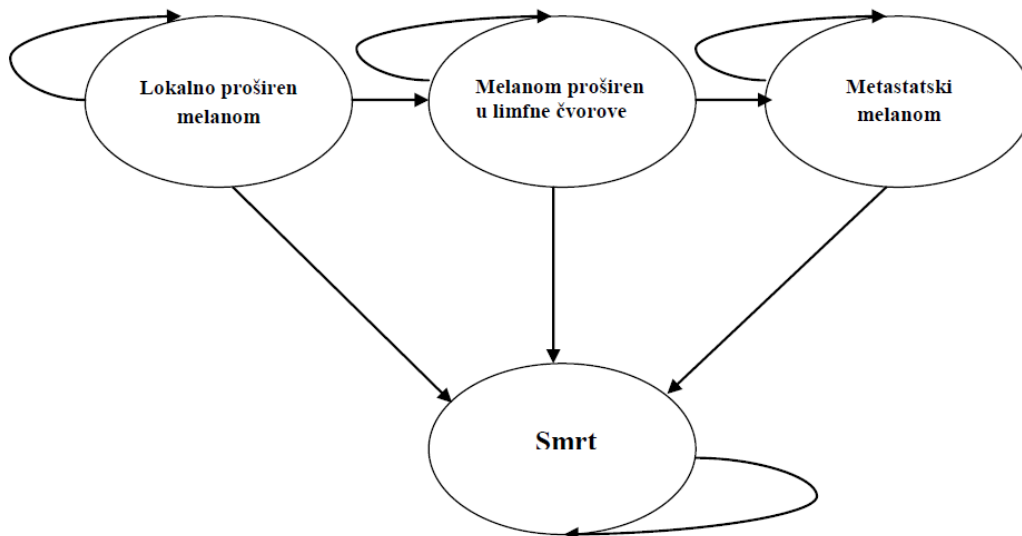 Lokalno proširen
melanom
Melanom proširen
u limfne čvorove
Metastatski
melanom
Smrt